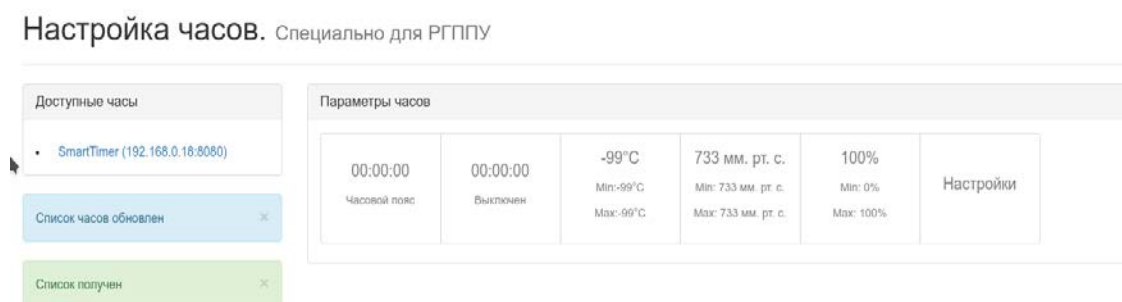 Настройка часов. Специально для РГППУ
Доступные часы
SmartTimer (192.168.0.18:8080)
Список часов обновлен ×
Список получен ×
Параметры часов
00:00:00
Часовой пояс
00:00:00
Выключен
-99°C
Min:-99°C
Max:-99°C
733 мм. рт. с.
Min: 733 мм. рт. с.
Max: 733 мм. рт. с.
100%
Min: 0%
Max: 100%
Настройки